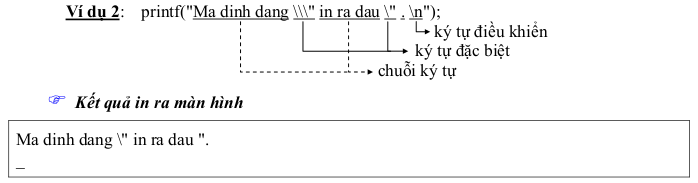 Ví dụ 2: printf("Ma dinh dang \\\" in ra dau \" . \n");
ký tự điều khiển
ký tự đặc biệt
chuỗi ký tự
Kết quả in ra màn hình
Ma dinh dang \" in ra dau ".
_